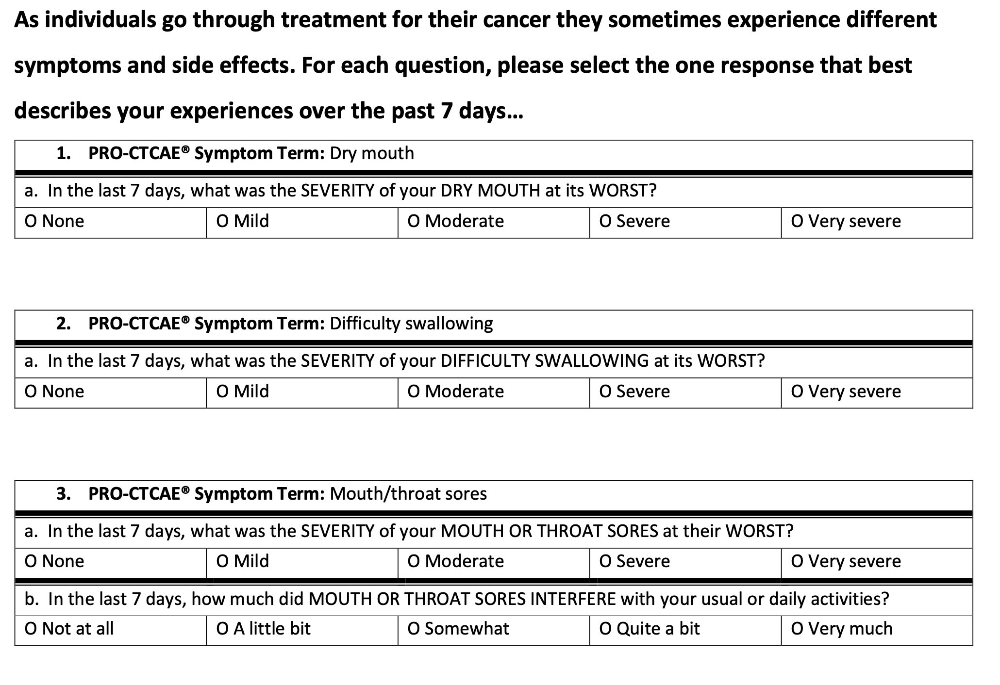 As individuals go through treatment for their cancer they sometimes experience different
symptoms and side effects. For each question, please select the one response that best
describes your experiences over the past 7 days...
1. PRO-CTCAE® Symptom Term: Dry mouth
a. In the last 7 days, what was the SEVERITY of your DRY MOUTH at its WORST?
O None O Mild O Moderate O Severe O Very severe
2. PRO-CTCAE® Symptom Term: Difficulty swallowing
a. In the last 7 days, what was the SEVERITY of your DIFFICULTY SWALLOWING at its WORST?
O None O Mild O Moderate O Severe O Very severe
3. PRO-CTCAE® Symptom Term: Mouth/throat sores
a. In the last 7 days, what was the SEVERITY of your MOUTH OR THROAT SORES at their WORST?
O None O Mild O Moderate O Severe O Very severe
b. In the last 7 days, how much did MOUTH OR THROAT SORES INTERFERE with your usual or daily activities?
O Not at all O A little bit O Somewhat O Quite a bit O Very much